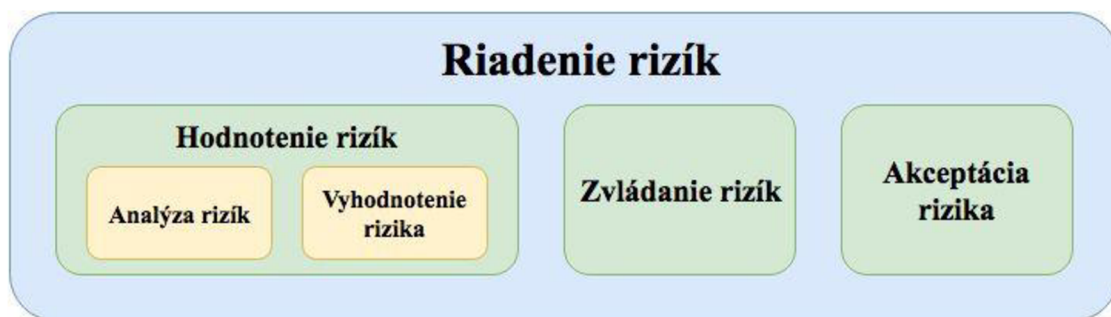 Riadenie rizík
Hodnotenie rizík
Analýza rizík
Vyhodnotenie
rizika
Zvládanie rizík
Akceptácia
rizika